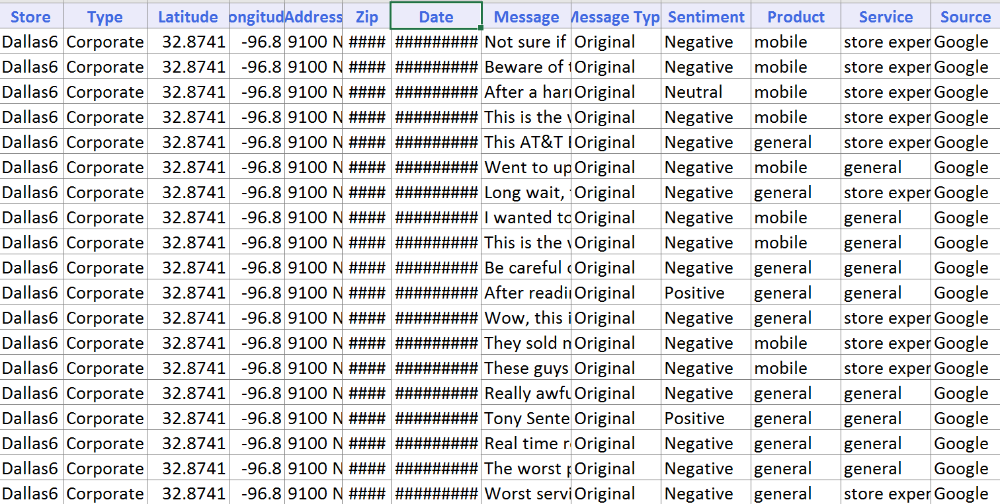 Store Type Latitude ongitud Address Zip Date Message Message Typ Sentiment Product Service Source
Dallas6 Corporate 32.8741 -96.8 9100 N #### ######### Not sure if Original Negative mobile store exper Google
Dallas6 Corporate 32.8741 -96.8 9100 N #### ######### Beware of Original Negative mobile store exper Google
Dallas6 Corporate 32.8741 -96.8 9100 N #### ######### After a har Original Neutral mobile store exper Google
Dallas6 Corporate 32.8741 -96.8 9100 N #### ######### This is the Original Negative mobile store exper Google
Dallas6 Corporate 32.8741 -96.8 9100 N #### ######### This AT&T Original Negative general store exper Google
Dallas6 Corporate 32.8741 -96.8 9100 N #### ######### Went to up Original Negative mobile general Google
Dallas6 Corporate 32.8741 -96.8 9100 N #### ######### Long wait, Original Negative general store exper Google
Dallas6 Corporate 32.8741 -96.8 9100 N #### ######### I wanted to Original Negative mobile general Google
Dallas6 Corporate 32.8741 -96.8 9100 N #### ######### This is the Original Negative mobile general Google
Dallas6 Corporate 32.8741 -96.8 9100 N #### ######### Be careful Original Negative general general Google
Dallas6 Corporate 32.8741 -96.8 9100 N #### ######### After readi Original Positive general general Google
Dallas6 Corporate 32.8741 -96.8 9100 N #### ######### Wow, this i Original Negative general store exper Google
Dallas6 Corporate 32.8741 -96.8 9100 N #### ######### They sold Original Negative mobile store exper Google
Dallas6 Corporate 32.8741 -96.8 9100 N #### ######### These guys Original Negative mobile store exper Google
Dallas6 Corporate 32.8741 -96.8 9100 N #### ######### Really awfu Original Negative general general Google
Dallas6 Corporate 32.8741 -96.8 9100 N #### ######### Tony Sente Original Positive general general Google
Dallas6 Corporate 32.8741 -96.8 9100 N #### ######### Real time r Original Negative general general Google
Dallas6 Corporate 32.8741 -96.8 9100 N #### ######### The worst Original Negative general general Google
Dallas6 Corporate 32.8741 -96.8 9100 N #### ######### Worst servi Original Negative general store exper Google